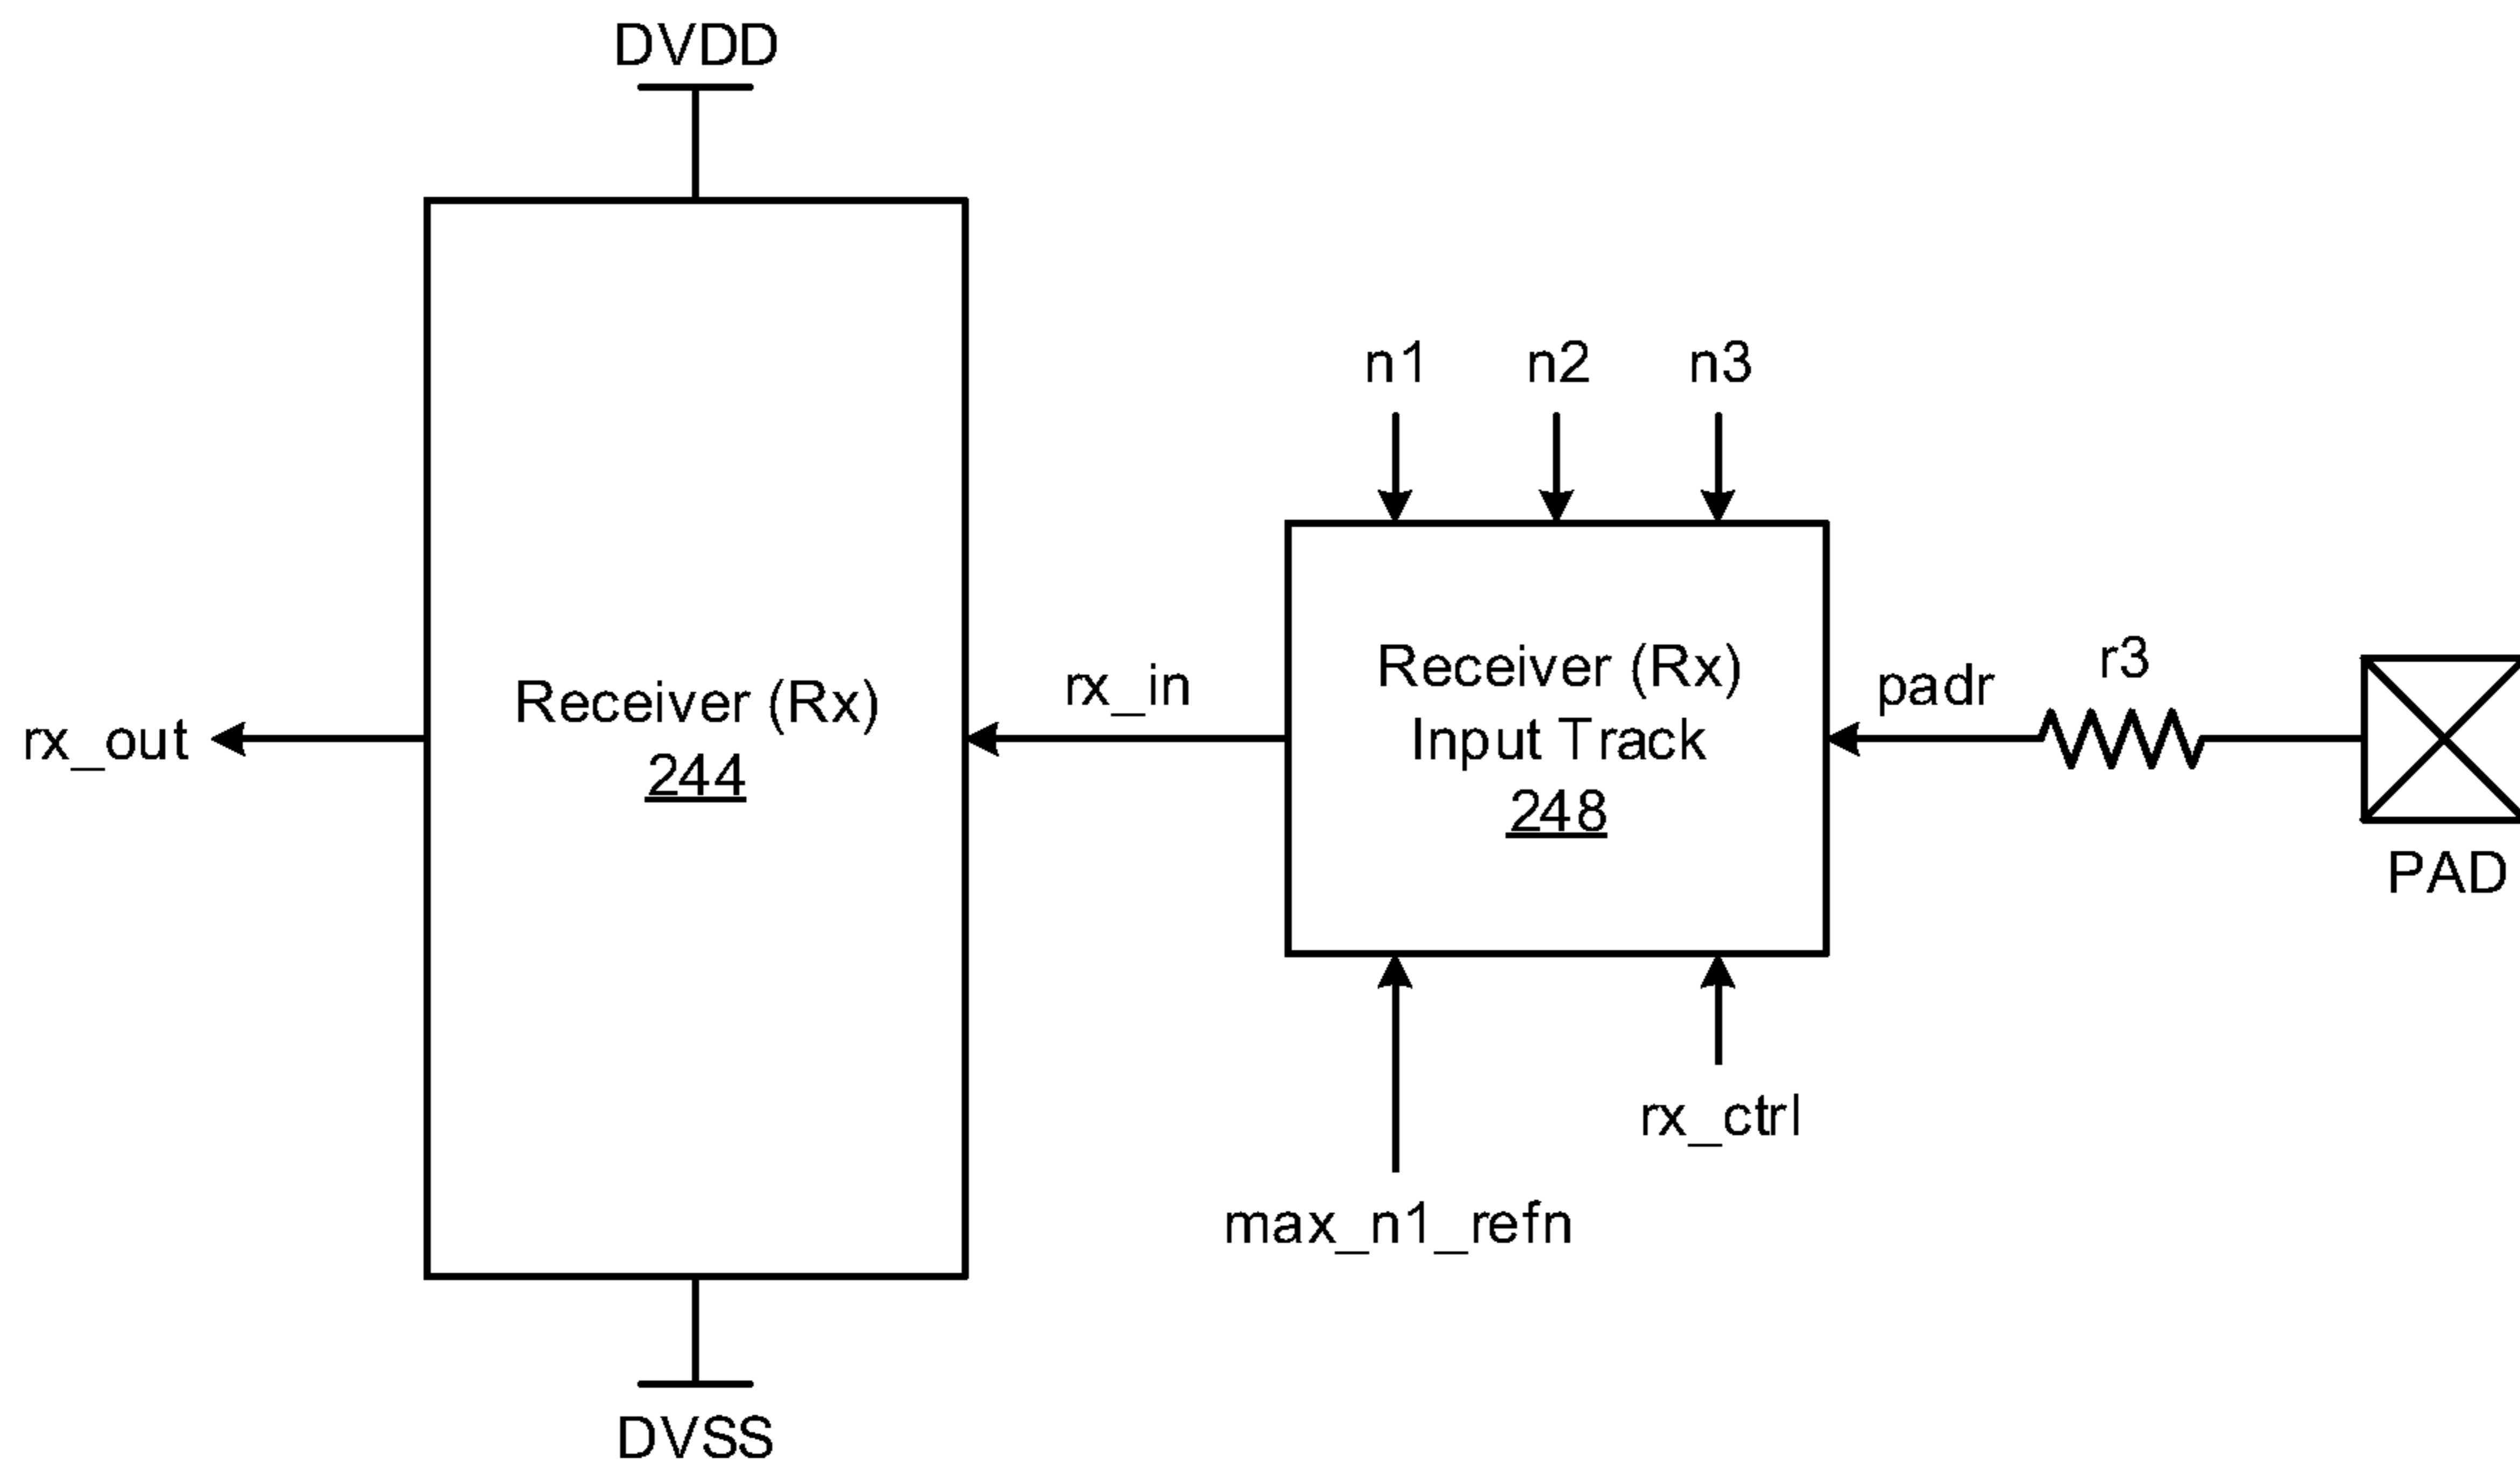 DVDD
n1 n2 n3
rx_out
Receiver (Rx)
244
rx_in
Receiver (Rx)
Input Track
248
padr
r3
PAD
rx_ctrl
max_n1_refn
DVSS